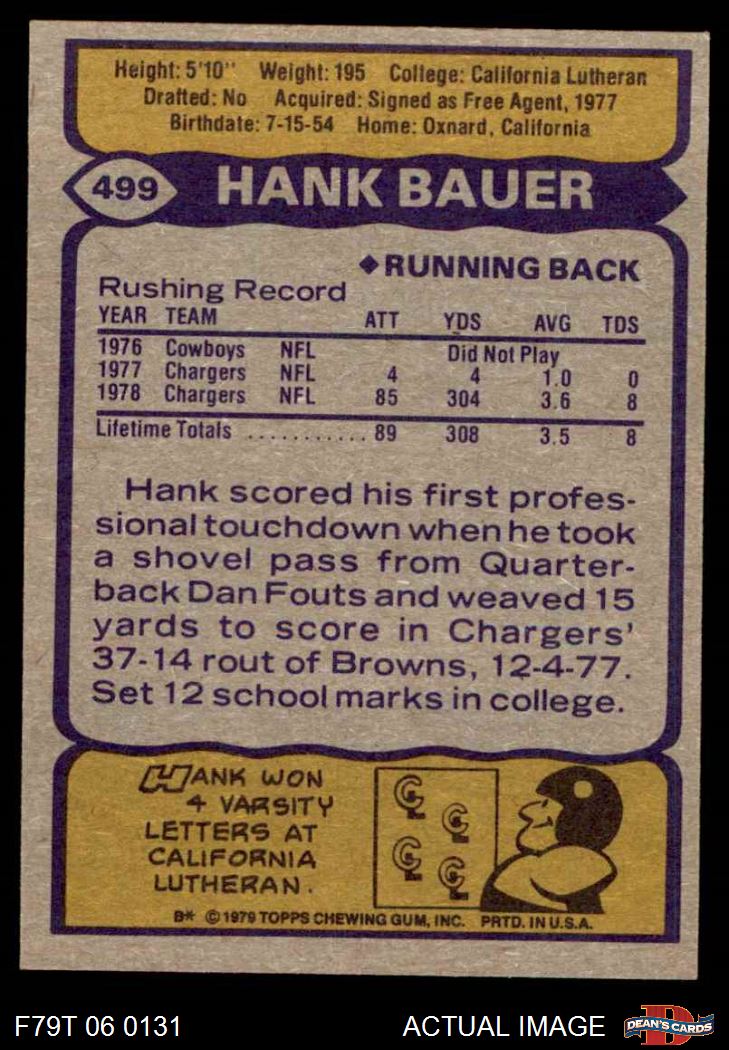 Height: 5'10" Weight: 195 College: California Lutheran
Drafted: No Acquired: Signed as Free Agent, 1977
Birthdate: 7-15-54 Home: Oxnard, California
499 HANK BAUER
◆RUNNING BACK
Rushing Record
YEAR TEAM ATT YDS AVG TDS
1976 Cowboys NFL Did Not Play
1977 Chargers NFL 4 4 1.0 0
1978 Chargers NFL 85 304 3.6 8
Lifetime Totals ........... 89 308 3.5 8
Hank scored his first profes-
sional touchdown when he took
a shovel pass from Quarter-
back Dan Fouts and weaved 15
yards to score in Chargers'
37-14 rout of Browns, 12-4-77.
Set 12 school marks in college.
HANK WON
4 VARSITY
LETTERS AT
CALIFORNIA
LUTHERAN.
CL
CL
CL
CL
B* © 1979 TOPPS CHEWING GUM, INC. PRTD. IN U.S.A.
F79T 06 0131 ACTUAL IMAGE D DEAN'S CARDS